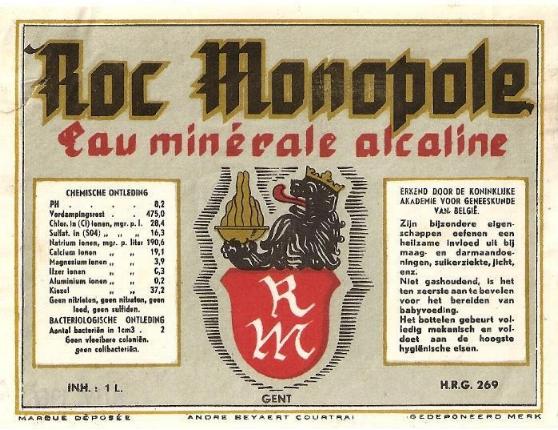 Roc Monopole
Eau minérale alcaline
CHEMISCHE ONTLEDING
PH . . . . 8,2
Verdampingsrest . . 475,0
Chlor. in (Cl) ionen, mgr. p. l. 28,4
Sulfat. in (SO4) „ „ 16,3
Natrium ionen, mgr. p. liter 190,6
Calcium ionen „ „ 19,1
Magnesium ionen „ „ 3,9
IJzer ionen „ „ 0,3
Aluminium ionen „ „ 0,2
Kiezel „ „ 37,2
Geen nitrieten, geen nitraten, geen
lood, geen sulfiden.
BACTERIOLOGISCHE ONTLEDING
Aantal bacteriën in 1cm3 . 2
Geen vloeibare coloniën,
geen colibacteriën.
INH. : 1 L.
R
M
GENT
ERKEND DOOR DE KONINKLIJKE
AKADEMIE VOOR GENEESKUNDE
VAN BELGIË.
Zijn bijzondere eigen-
schappen oefenen een
heilzame invloed uit bij
maag- en darmaandoe-
ningen, suikerziekte, jicht,
enz.
Niet gashoudend, is het
ten zeerste aan te bevelen
voor het bereiden van
babyvoeding.
Het bottelen gebeurt vol-
ledig mekanisch en vol-
doet aan de hoogste
hygiënische eisen.
H.R.G. 269
MARQUE DÉPOSÉE ANDRE BEYAERT COURTRAI GEDEPONEERD MERK